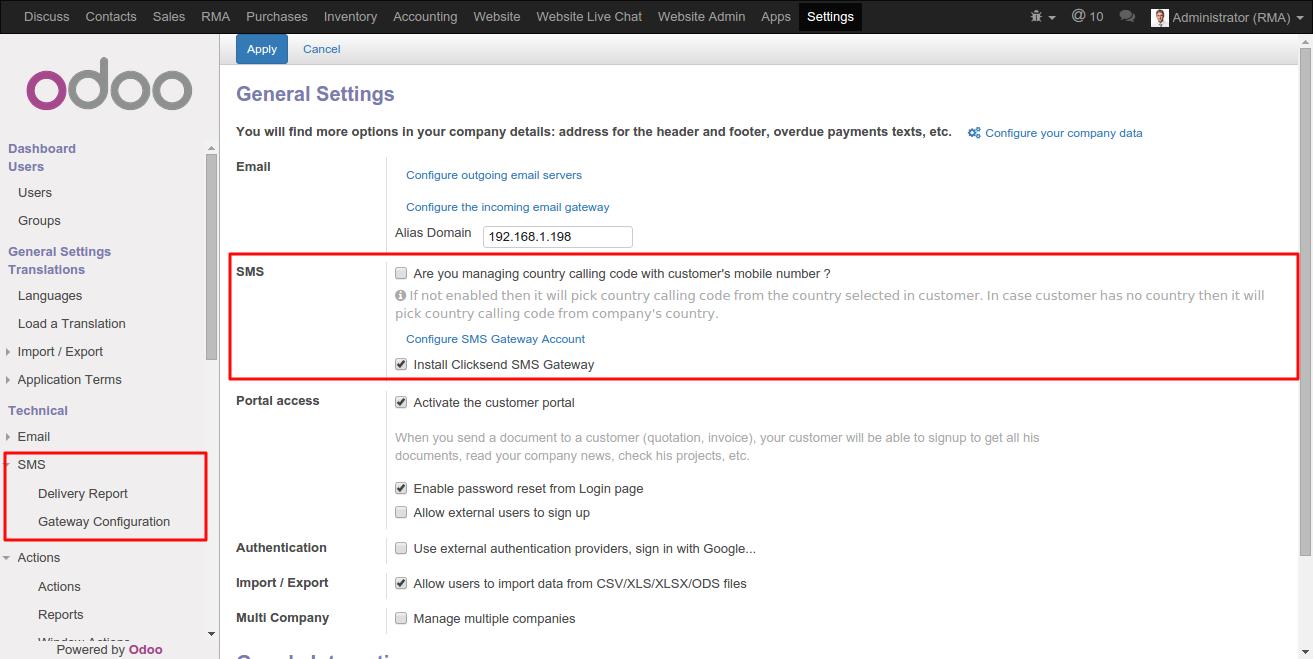 Discuss Contacts Sales RMA Purchases Inventory Accounting Website Website Live Chat Website Admin Apps Settings @ 10 Administrator (RMA)
odoo
Dashboard
Users
Users
Groups
General Settings
Translations
Languages
Load a Translation
Import / Export
Application Terms
Technical
Email
SMS
Delivery Report
Gateway Configuration
Actions
Actions
Reports
Window Actions
Powered by Odoo
Apply Cancel
General Settings
You will find more options in your company details: address for the header and footer, overdue payments texts, etc. Configure your company data
Email
Configure outgoing email servers
Configure the incoming email gateway
Alias Domain 192.168.1.198
SMS
Are you managing country calling code with customer's mobile number ?
If not enabled then it will pick country calling code from the country selected in customer. In case customer has no country then it will
pick country calling code from company's country.
Configure SMS Gateway Account
Install Clicksend SMS Gateway
Portal access
Activate the customer portal
When you send a document to a customer (quotation, invoice), your customer will be able to signup to get all his
documents, read your company news, check his projects, etc.
Enable password reset from Login page
Allow external users to sign up
Authentication
Use external authentication providers, sign in with Google...
Import / Export
Allow users to import data from CSV/XLS/XLSX/ODS files
Multi Company
Manage multiple companies